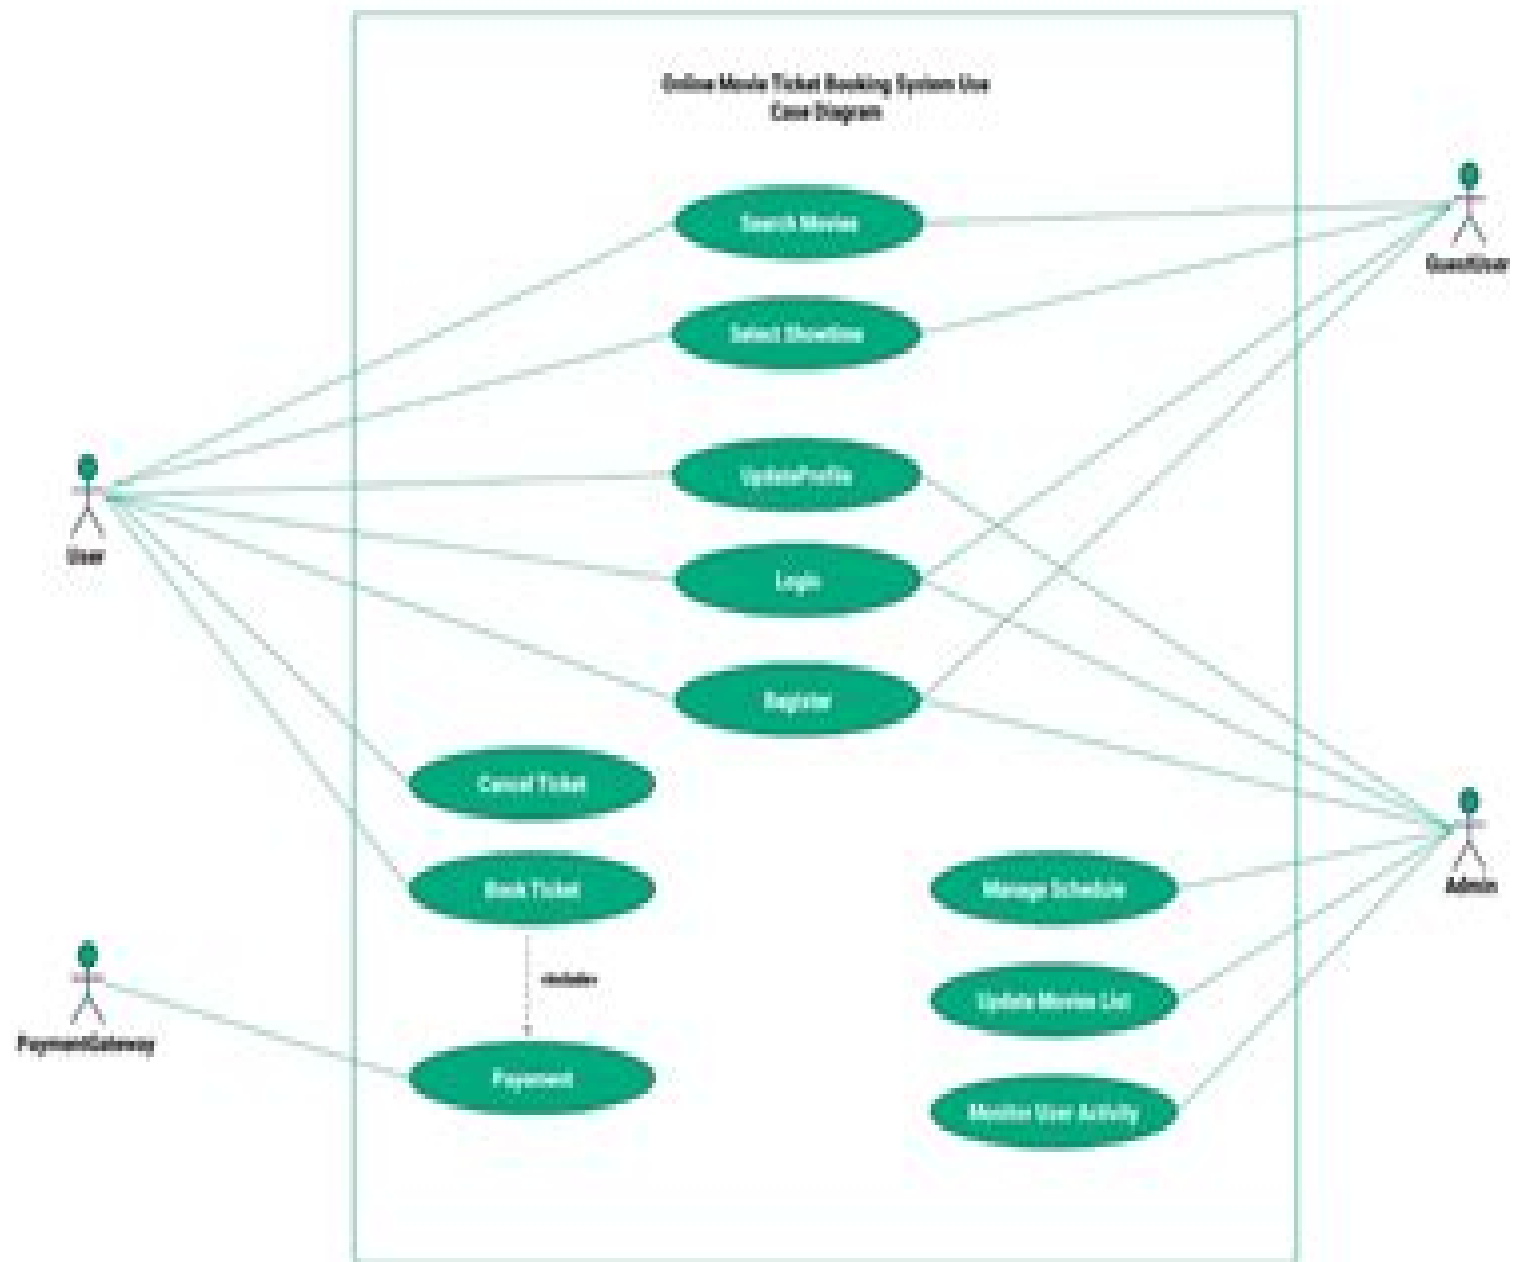 Online Movie Ticket Booking System Use
Case Diagram
Search Movies
GuestUser
Select Showtime
User
UpdateProfile
Login
Register
Cancel Ticket
Admin
Book Ticket
Manage Schedule
«include»
Update Movies List
PaymentGateway
Payement
Monitor User Activity